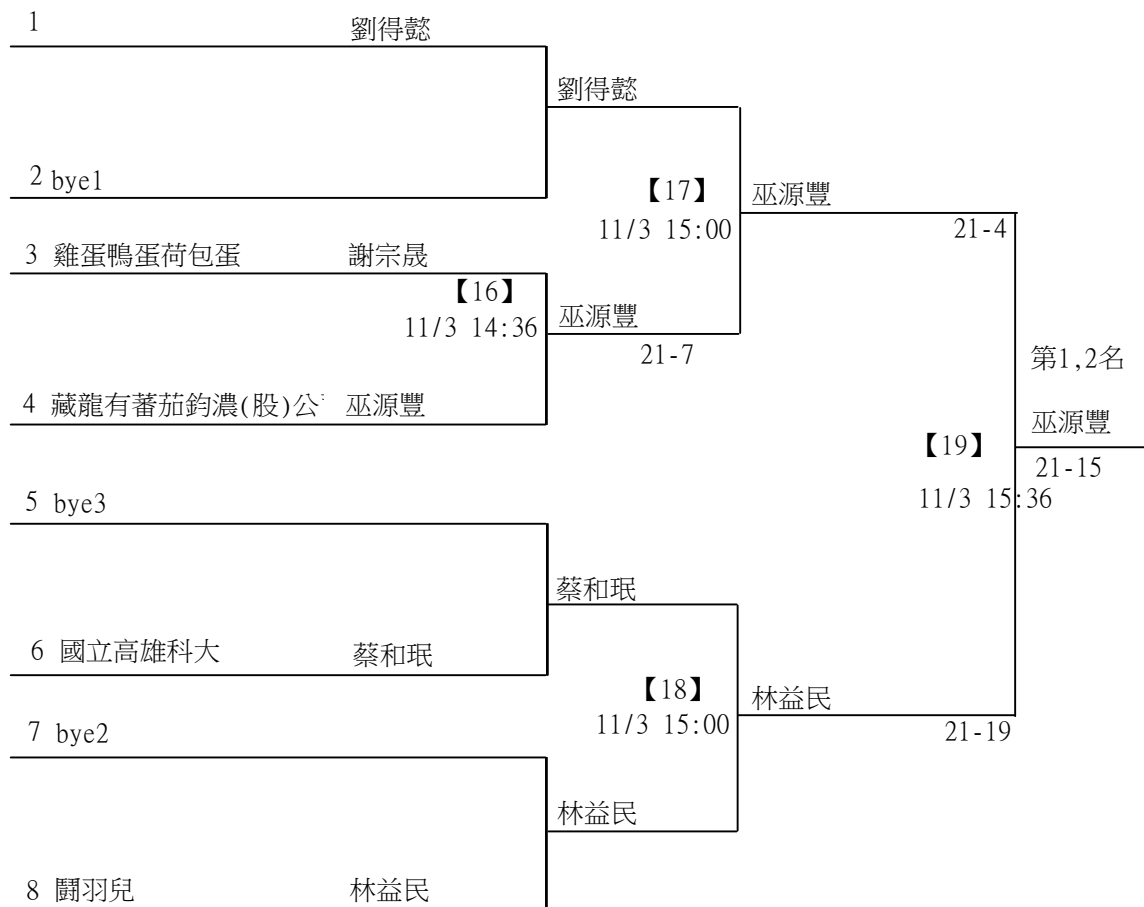 1 劉得懿
劉得懿
2 bye1
【17】
巫源豐
11/3 15:00
21-4
3 雞蛋鴨蛋荷包蛋 謝宗晟
【16】
11/3 14:36
巫源豐
21-7
第1,2名
4 藏龍有蕃茄鈞濃(股)公 巫源豐
巫源豐
【19】
21-15
11/3 15:36
5 bye3
蔡和珉
6 國立高雄科大 蔡和珉
【18】
林益民
11/3 15:00
21-19
7 bye2
林益民
8 鬪羽兒 林益民